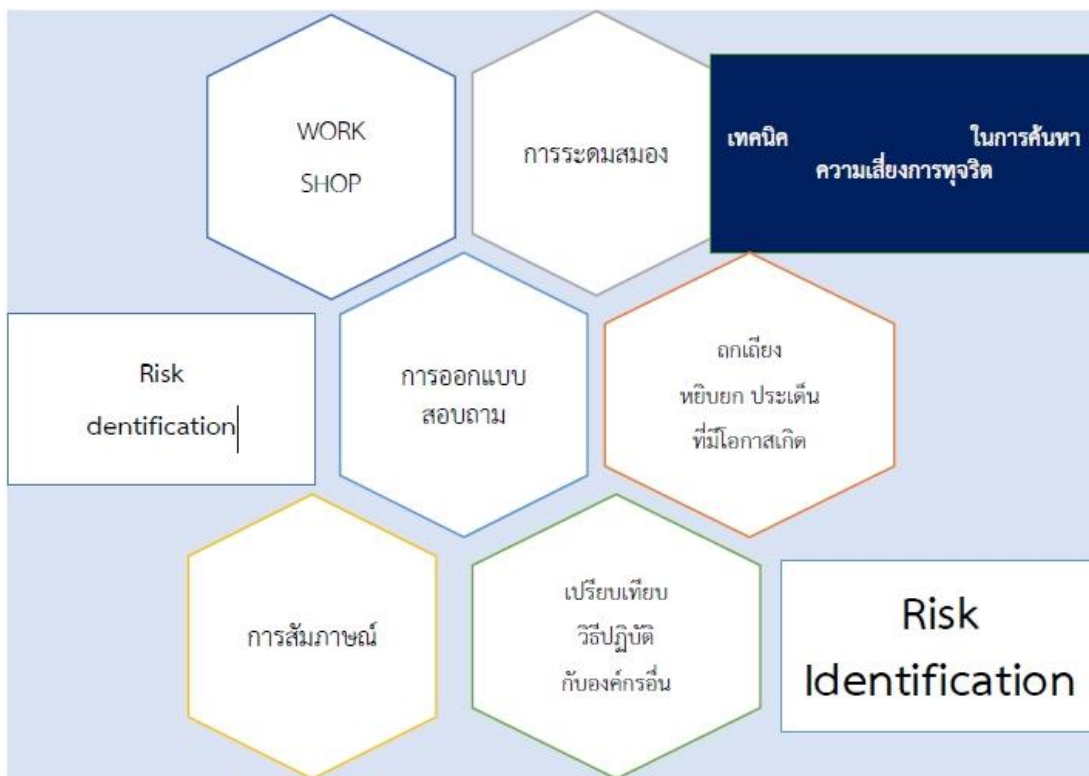 WORK
SHOP
การระดมสมอง
เทคนิค ในการค้นหา
ความเสี่ยงการทุจริต
Risk
dentification
การออกแบบ
สอบถาม
ถกเถียง
หยิบยก ประเด็น
ที่มีโอกาสเกิด
การสัมภาษณ์
เปรียบเทียบ
วิธีปฏิบัติ
กับองค์กรอื่น
Risk
Identification